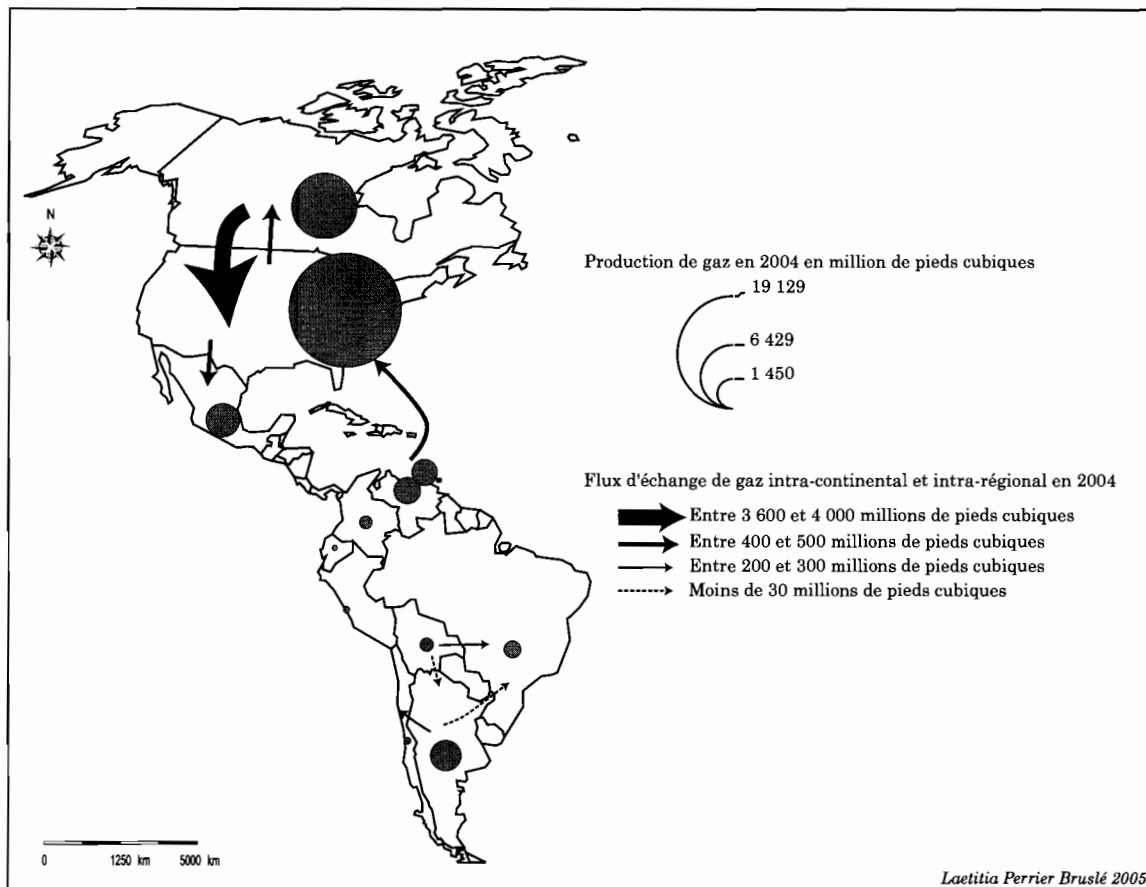 N
Production de gaz en 2004 en million de pieds cubiques
19 129
6 429
1 450
Flux d'échange de gaz intra-continental et intra-régional en 2004
Entre 3 600 et 4 000 millions de pieds cubiques
Entre 400 et 500 millions de pieds cubiques
Entre 200 et 300 millions de pieds cubiques
Moins de 30 millions de pieds cubiques
0 1250 km 5000 km
Laetitia Perrier Bruslé 2005